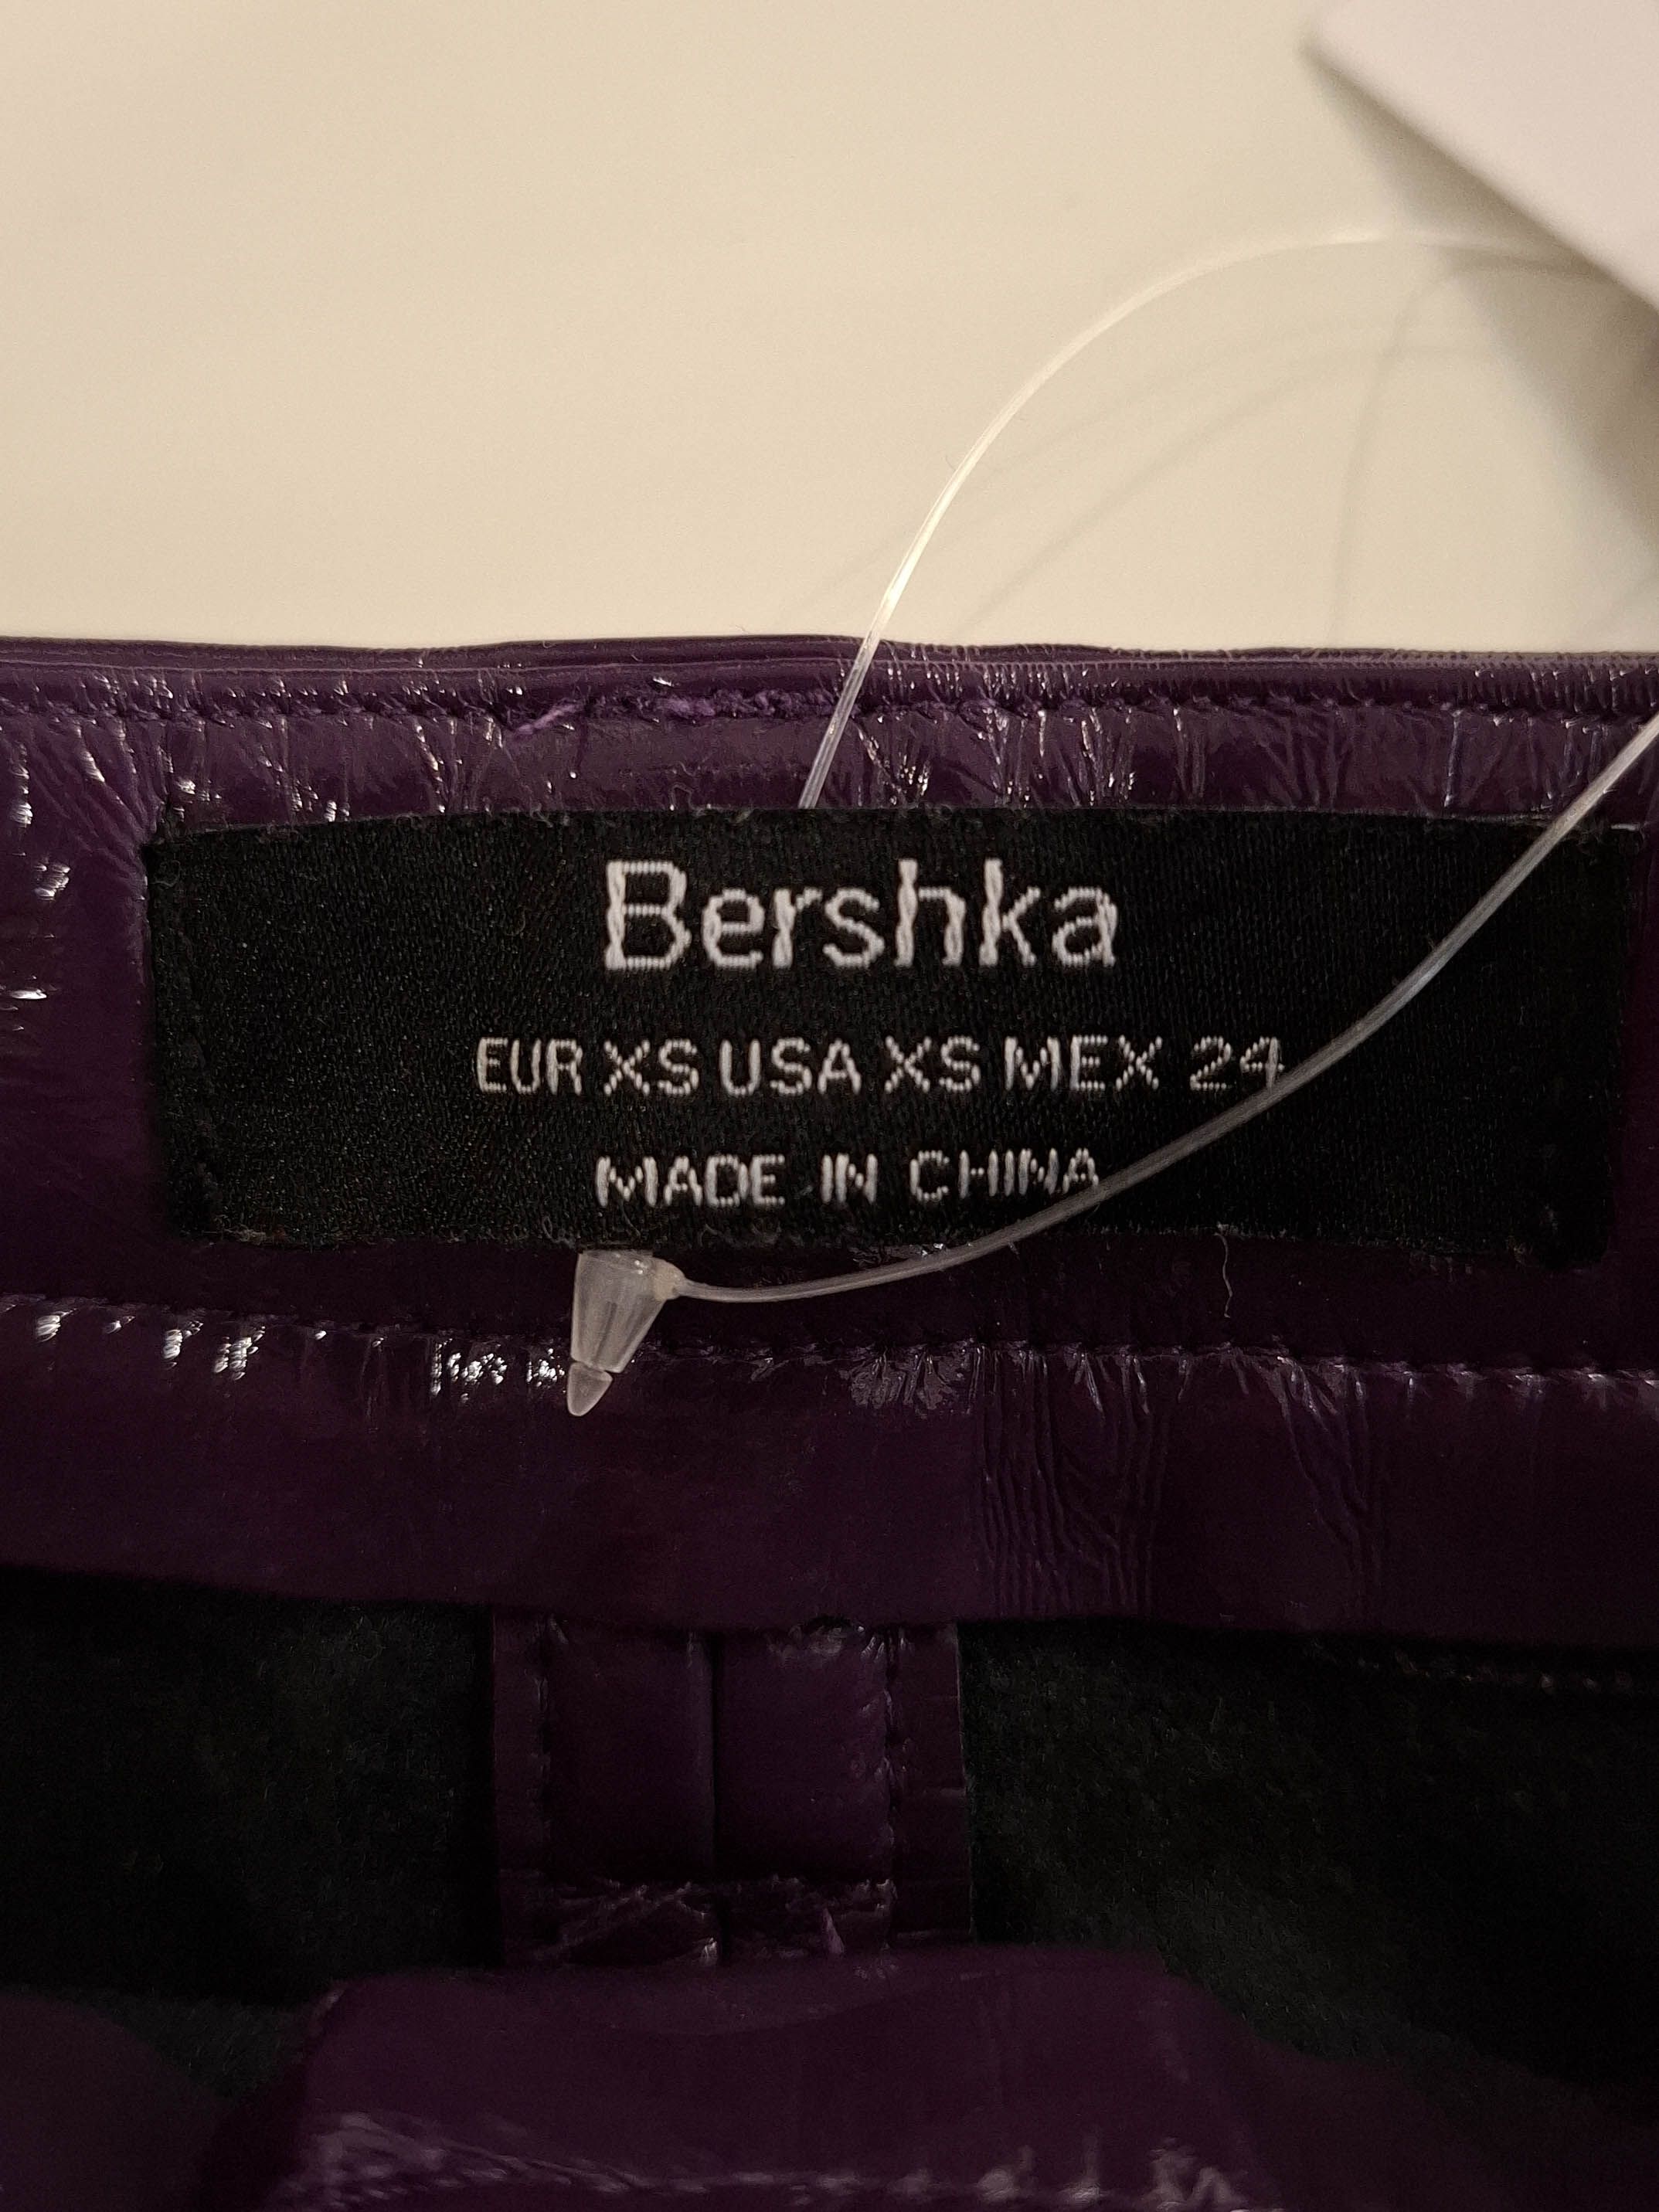 Bershka
EUR XS USA XS MEX 24
MADE IN CHINA